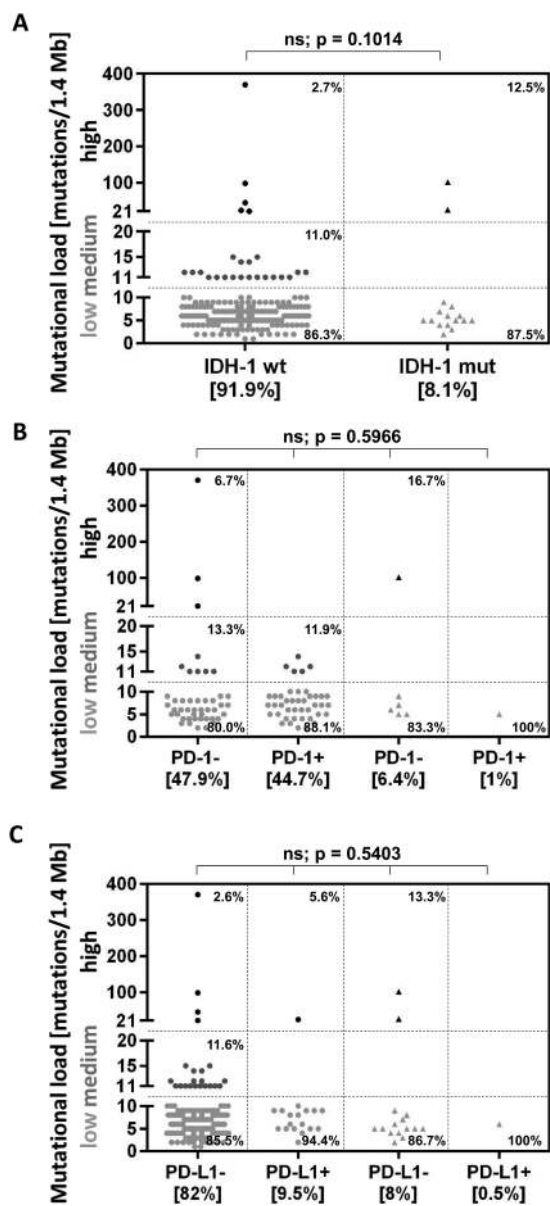 A
ns; p = 0.1014
Mutational load [mutations/1.4 Mb]
low medium high
400
300
200
100
21
20
15
11
10
5
0
2.7%
12.5%
11.0%
86.3%
87.5%
IDH-1 wt
[91.9%]
IDH-1 mut
[8.1%]
B
ns; p = 0.5966
Mutational load [mutations/1.4 Mb]
low medium high
400
300
200
100
21
20
15
11
10
5
0
6.7%
16.7%
13.3%
11.9%
80.0%
88.1%
83.3%
100%
PD-1-
[47.9%]
PD-1+
[44.7%]
PD-1-
[6.4%]
PD-1+
[1%]
C
ns; p = 0.5403
Mutational load [mutations/1.4 Mb]
low medium high
400
300
200
100
21
20
15
11
10
5
0
2.6%
5.6%
13.3%
11.6%
85.5%
94.4%
86.7%
100%
PD-L1-
[82%]
PD-L1+
[9.5%]
PD-L1-
[8%]
PD-L1+
[0.5%]